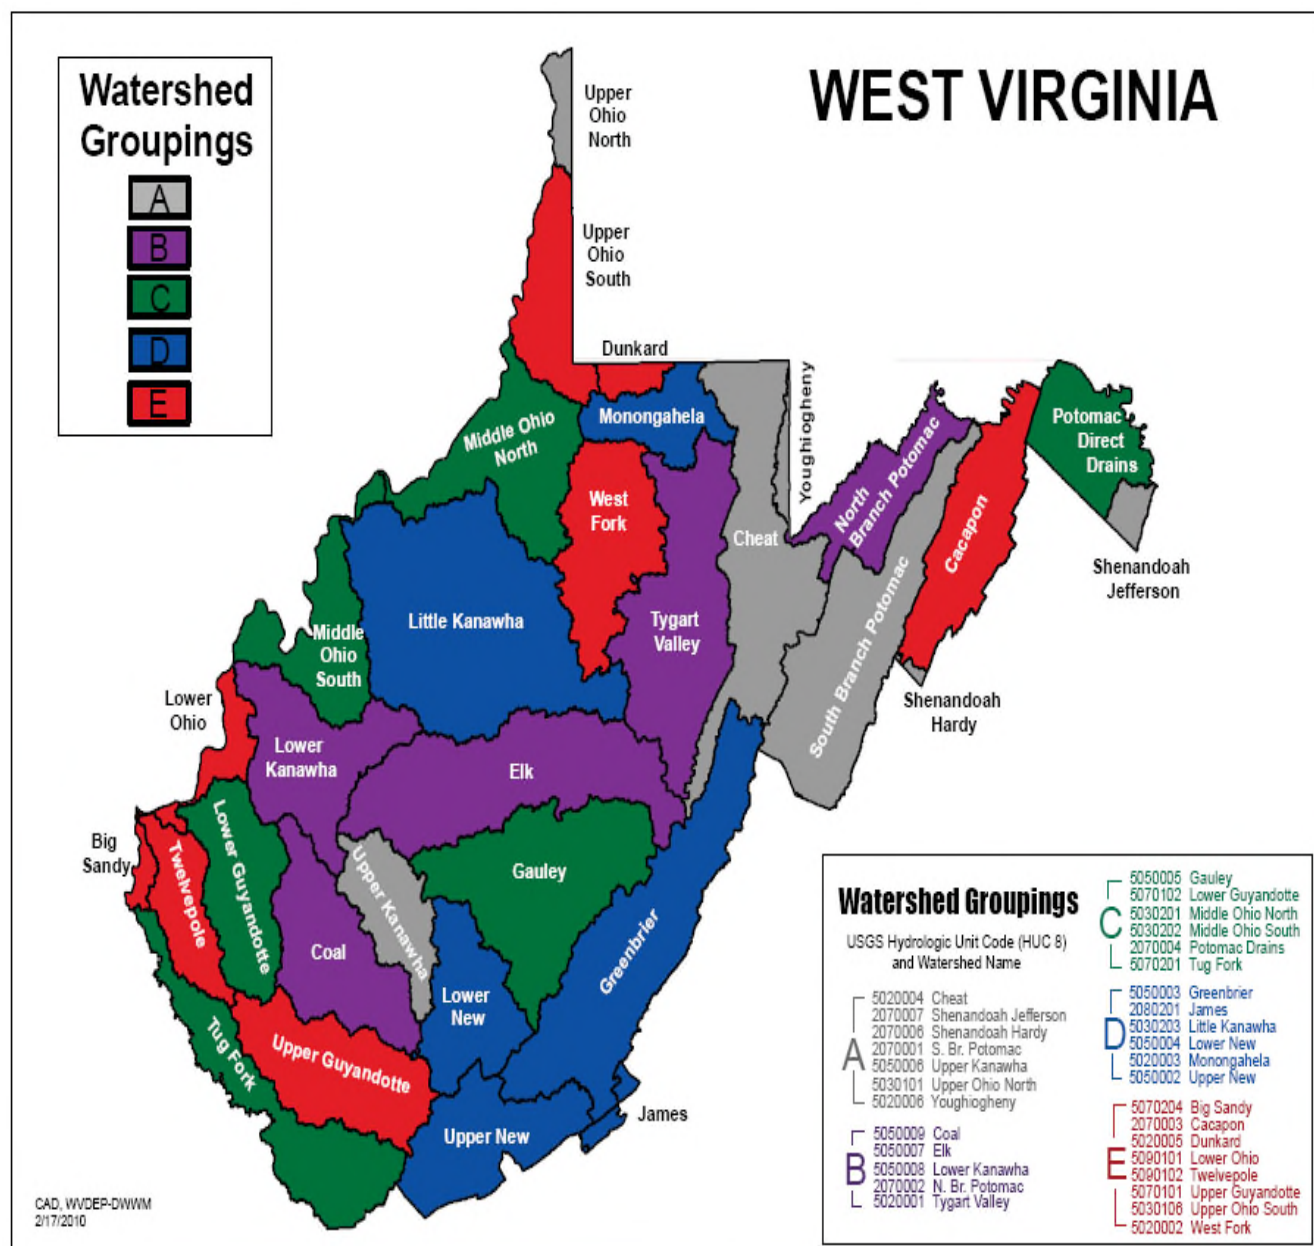 WEST VIRGINIA
Watershed
Groupings
A
B
C
D
E
Upper
Ohio
North
Upper
Ohio
South
Dunkard
Monongahela
Youghiogheny
Middle Ohio
North
West
Fork
Cheat
North
Branch Potomac
South Branch Potomac
Cacapon
Potomac
Direct
Drains
Shenandoah
Jefferson
Shenandoah
Hardy
Little Kanawha
Tygart
Valley
Middle
Ohio
South
Lower
Ohio
Lower
Kanawha
Elk
Big
Sandy
Twelvepole
Lower Guyandotte
Upper Kanawha
Gauley
Coal
Lower
New
Greenbrier
Tug Fork
Upper Guyandotte
Upper New
James
CAD, WVDEP-DWWM
2/17/2010
Watershed Groupings
USGS Hydrologic Unit Code (HUC 8)
and Watershed Name
A
5020004 Cheat
2070007 Shenandoah Jefferson
2070006 Shenandoah Hardy
2070001 S. Br. Potomac
5050006 Upper Kanawha
5030101 Upper Ohio North
5020006 Youghiogheny
B
5050009 Coal
5050007 Elk
5050008 Lower Kanawha
2070002 N. Br. Potomac
5020001 Tygart Valley
C
5050005 Gauley
5070102 Lower Guyandotte
5030201 Middle Ohio North
5030202 Middle Ohio South
2070004 Potomac Drains
5070201 Tug Fork
D
5050003 Greenbrier
2080201 James
5030203 Little Kanawha
5050004 Lower New
5020003 Monongahela
5050002 Upper New
E
5070204 Big Sandy
2070003 Cacapon
5020005 Dunkard
5090101 Lower Ohio
5090102 Twelvepole
5070101 Upper Guyandotte
5030106 Upper Ohio South
5020002 West Fork